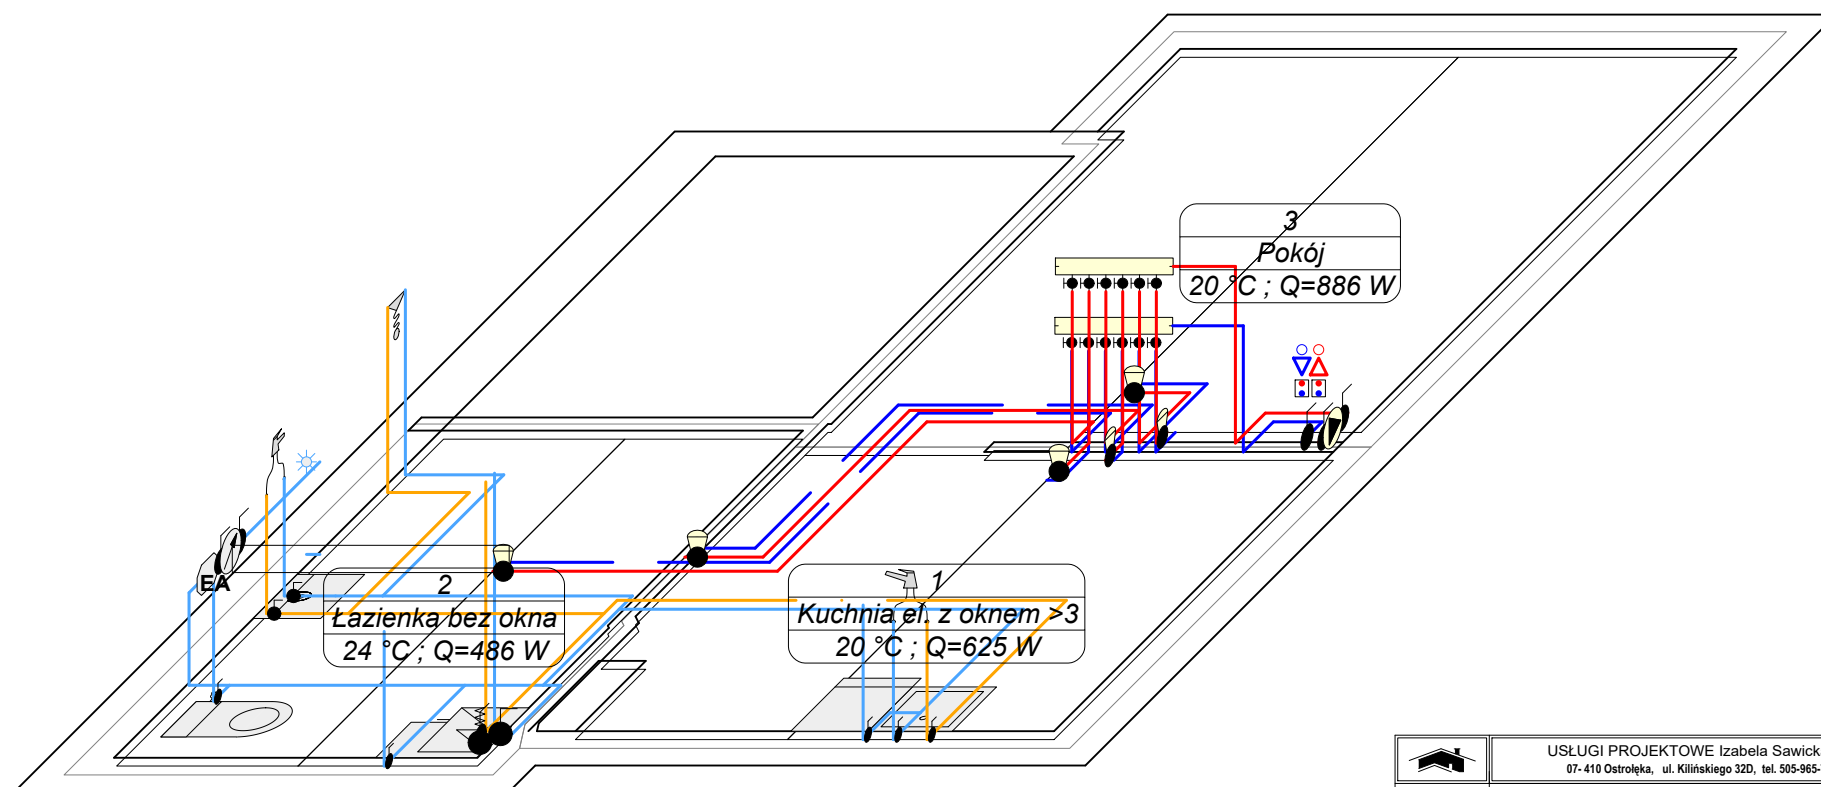 3
Pokój
20 °C ; Q=886 W
EA
2
Łazienka bez okna
24 °C ; Q=486 W
1
Kuchnia el. z oknem >3
20 °C ; Q=625 W
USŁUGI PROJEKTOWE Izabela Sawick
07- 410 Ostrołęka, ul. Kilińskiego 32D, tel. 505-965-